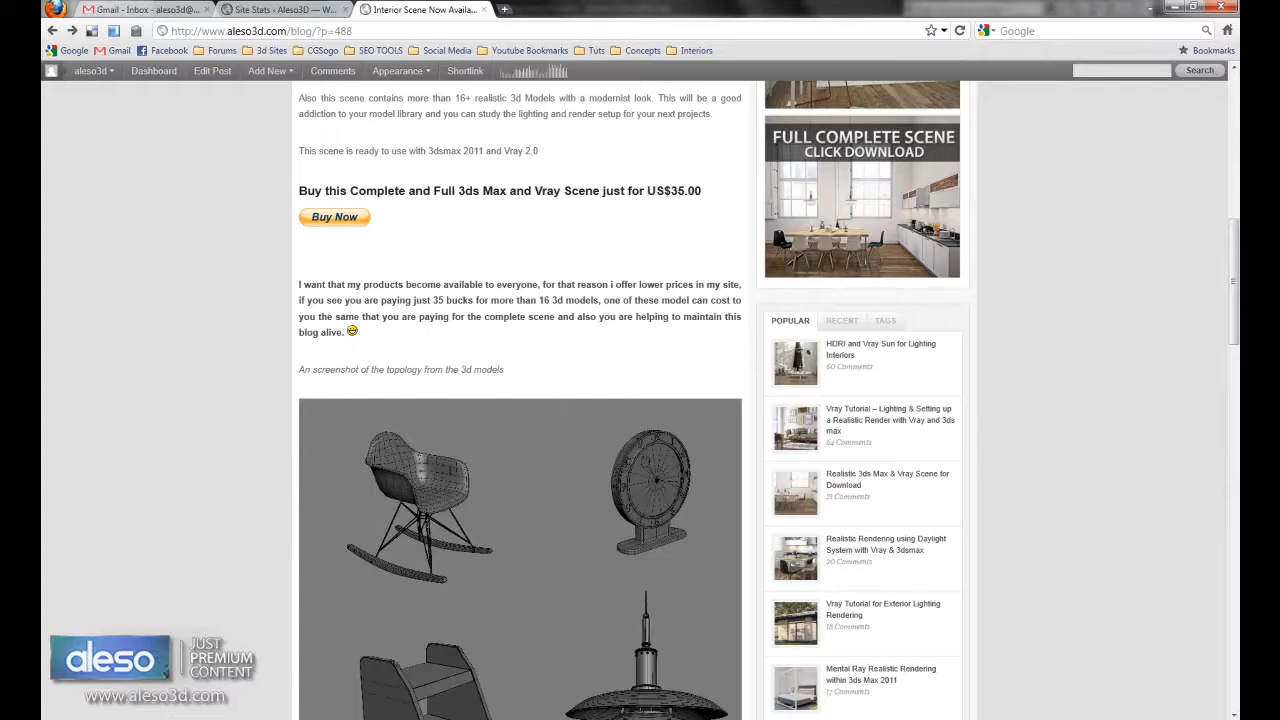 Gmail - Inbox - aleso3d@...
Site Stats ‹ Aleso3D — W...
Interior Scene Now Availa...
http://www.aleso3d.com/blog/?p=488
Google
Google
Gmail
Facebook
Forums
3d Sites
CGSogo
SEO TOOLS
Social Media
Youtube Bookmarks
Tuts
Concepts
Interiors
Bookmarks
aleso3d
Dashboard
Edit Post
Add New
Comments
Appearance
Shortlink
Search
Also this scene contains more than 16+ realistic 3d Models with a modernist look. This will be a good
addiction to your model library and you can study the lighting and render setup for your next projects.
This scene is ready to use with 3dsmax 2011 and Vray 2.0
Buy this Complete and Full 3ds Max and Vray Scene just for US$35.00
Buy Now
I want that my products become available to everyone, for that reason i offer lower prices in my site,
if you see you are paying just 35 bucks for more than 16 3d models, one of these model can cost to
you the same that you are paying for the complete scene and also you are helping to maintain this
blog alive.
An screenshot of the topology from the 3d models
FULL COMPLETE SCENE
CLICK DOWNLOAD
POPULAR
RECENT
TAGS
HDRI and Vray Sun for Lighting
Interiors
60 Comments
Vray Tutorial – Lighting & Setting up
a Realistic Render with Vray and 3ds
max
64 Comments
Realistic 3ds Max & Vray Scene for
Download
21 Comments
Realistic Rendering using Daylight
System with Vray & 3dsmax
20 Comments
Vray Tutorial for Exterior Lighting
Rendering
18 Comments
Mental Ray Realistic Rendering
within 3ds Max 2011
17 Comments
aleso
JUST
PREMIUM
CONTENT
www.aleso3d.com